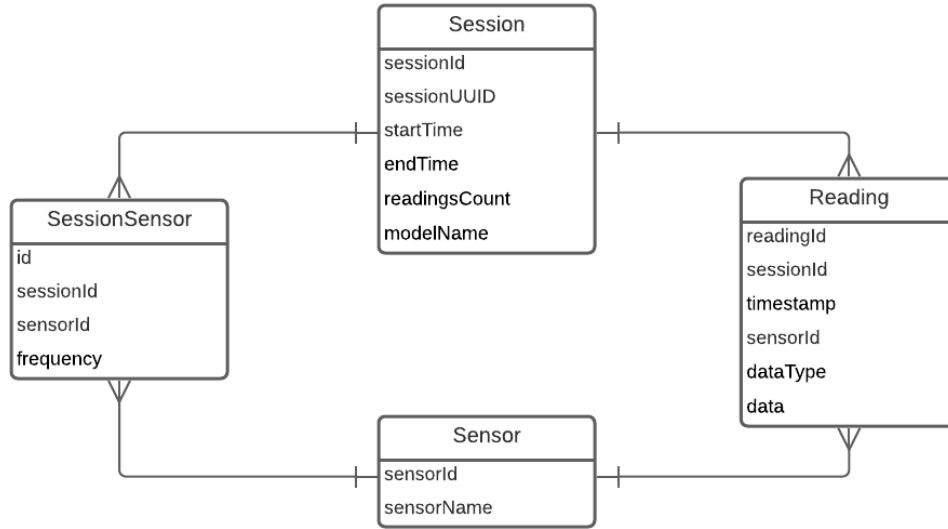 Session
sessionId
sessionUUID
startTime
endTime
readingsCount
modelName
SessionSensor
id
sessionId
sensorId
frequency
Reading
readingId
sessionId
timestamp
sensorId
dataType
data
Sensor
sensorId
sensorName